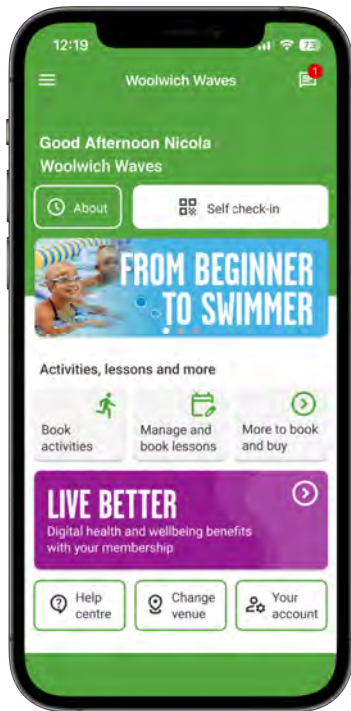 12:19
73
Woolwich Waves
1
Good Afternoon Nicola
Woolwich Waves
About
Self check-in
FROM BEGINNER
TO SWIMMER
Activities, lessons and more
Book
activities
Manage and
book lessons
More to book
and buy
LIVE BETTER
Digital health and wellbeing benefits
with your membership
Help
centre
Change
venue
Your
account